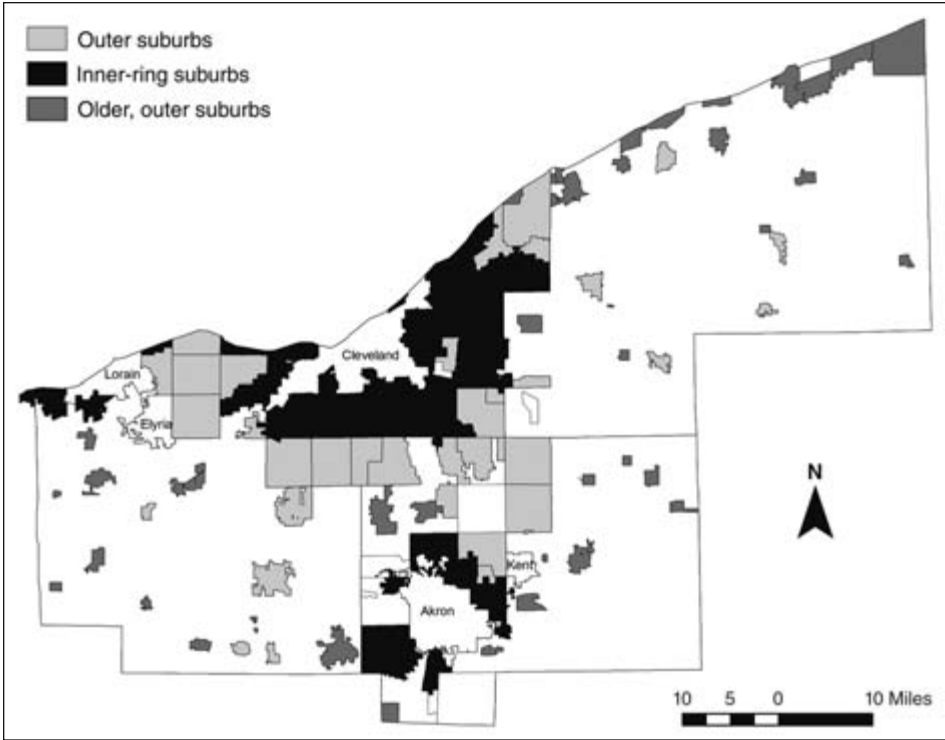 Outer suburbs
Inner-ring suburbs
Older, outer suburbs
Cleveland
Lorain
Elyria
N
Kent
Akron
10 5 0 10 Miles